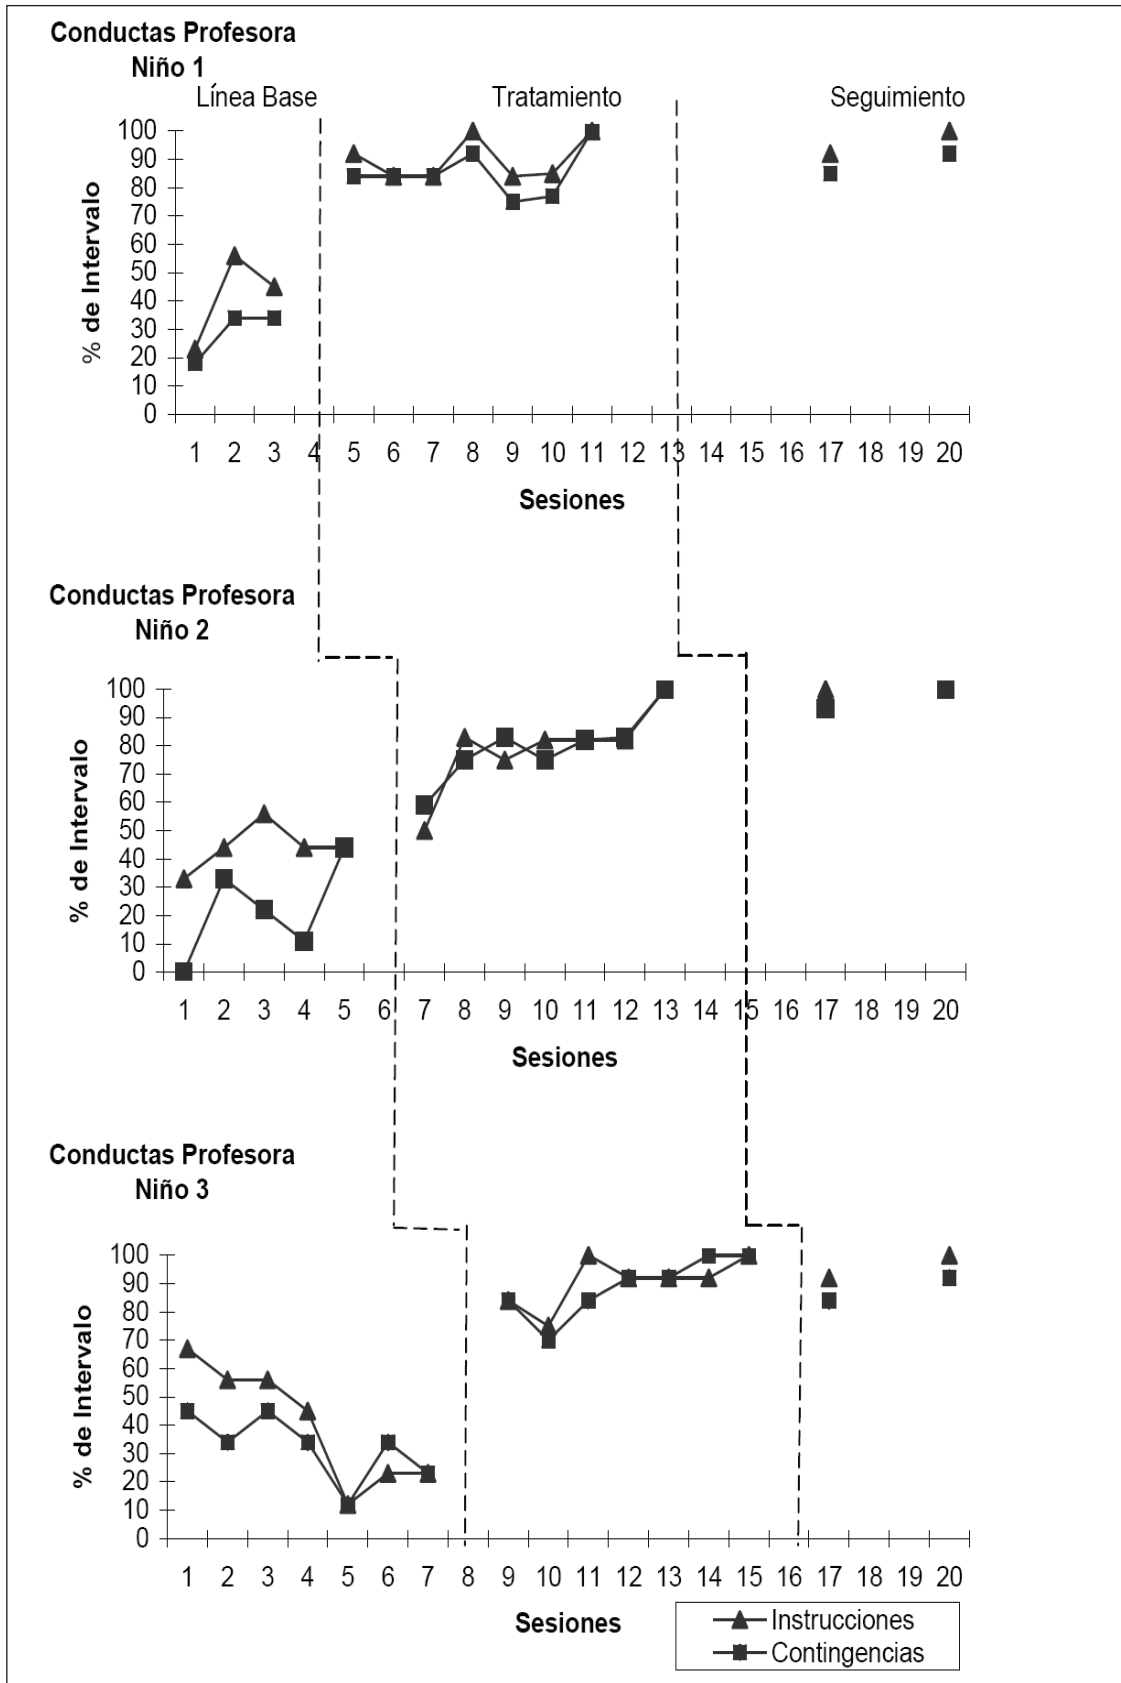 Conductas Profesora
Niño 1
Línea Base Tratamiento Seguimiento
100
90
80
70
60
50
40
30
20
10
0
% de Intervalo
1 2 3 4 5 6 7 8 9 10 11 12 13 14 15 16 17 18 19 20
Sesiones
Conductas Profesora
Niño 2
100
90
80
70
60
50
40
30
20
10
0
% de Intervalo
1 2 3 4 5 6 7 8 9 10 11 12 13 14 15 16 17 18 19 20
Sesiones
Conductas Profesora
Niño 3
100
90
80
70
60
50
40
30
20
10
0
% de Intervalo
1 2 3 4 5 6 7 8 9 10 11 12 13 14 15 16 17 18 19 20
Sesiones
Instrucciones
Contingencias